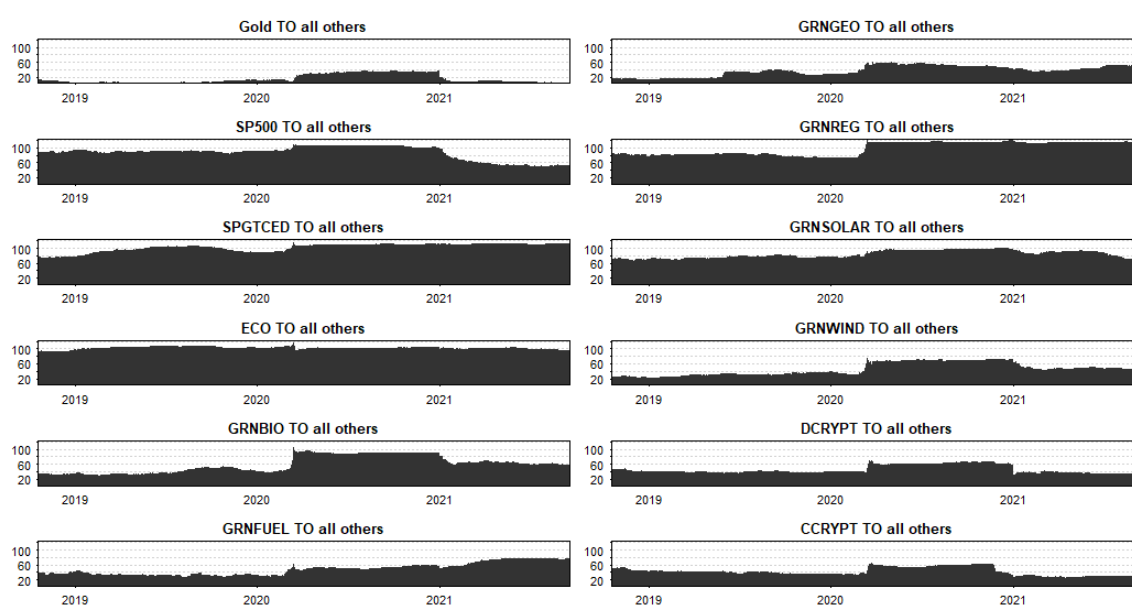 Gold TO all others
100
60
20
2019 2020 2021
GRNGEO TO all others
100
60
20
2019 2020 2021
SP500 TO all others
100
60
20
2019 2020 2021
GRNREG TO all others
100
60
20
2019 2020 2021
SPGTCED TO all others
100
60
20
2019 2020 2021
GRNSOLAR TO all others
100
60
20
2019 2020 2021
ECO TO all others
100
60
20
2019 2020 2021
GRNWIND TO all others
100
60
20
2019 2020 2021
GRNBIO TO all others
100
60
20
2019 2020 2021
DCRYPT TO all others
100
60
20
2019 2020 2021
GRNFUEL TO all others
100
60
20
2019 2020 2021
CCRYPT TO all others
100
60
20
2019 2020 2021